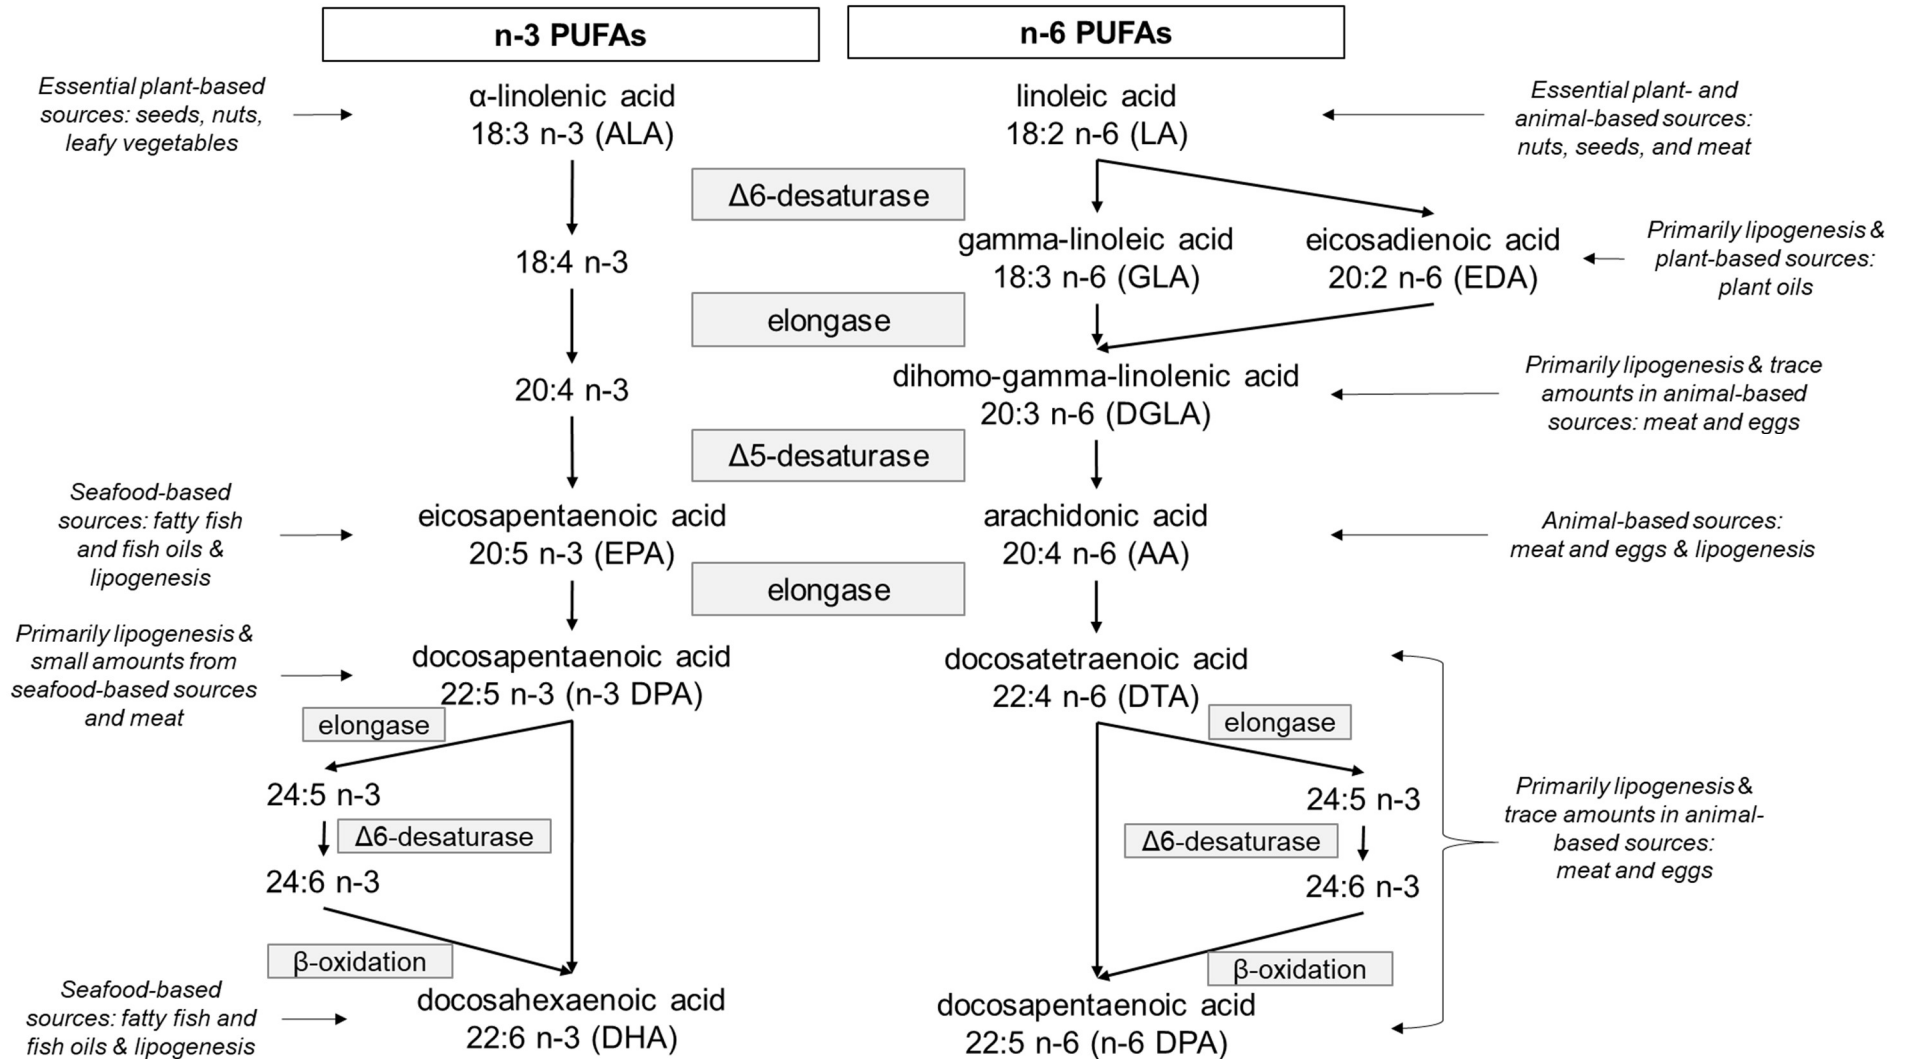 n-3 PUFAs
n-6 PUFAs
Essential plant-based
sources: seeds, nuts,
leafy vegetables
α-linolenic acid
18:3 n-3 (ALA)
linoleic acid
18:2 n-6 (LA)
Essential plant- and
animal-based sources:
nuts, seeds, and meat
Δ6-desaturase
18:4 n-3
gamma-linoleic acid
18:3 n-6 (GLA)
eicosadienoic acid
20:2 n-6 (EDA)
Primarily lipogenesis &
plant-based sources:
plant oils
elongase
20:4 n-3
dihomo-gamma-linolenic acid
20:3 n-6 (DGLA)
Primarily lipogenesis & trace
amounts in animal-based
sources: meat and eggs
Δ5-desaturase
Seafood-based
sources: fatty fish
and fish oils &
lipogenesis
eicosapentaenoic acid
20:5 n-3 (EPA)
arachidonic acid
20:4 n-6 (AA)
Animal-based sources:
meat and eggs & lipogenesis
elongase
Primarily lipogenesis &
small amounts from
seafood-based sources
and meat
docosapentaenoic acid
22:5 n-3 (n-3 DPA)
docosatetraenoic acid
22:4 n-6 (DTA)
elongase
24:5 n-3
Δ6-desaturase
24:6 n-3
β-oxidation
elongase
24:5 n-3
Δ6-desaturase
24:6 n-3
β-oxidation
Primarily lipogenesis &
trace amounts in animal-
based sources:
meat and eggs
Seafood-based
sources: fatty fish and
fish oils & lipogenesis
docosahexaenoic acid
22:6 n-3 (DHA)
docosapentaenoic acid
22:5 n-6 (n-6 DPA)